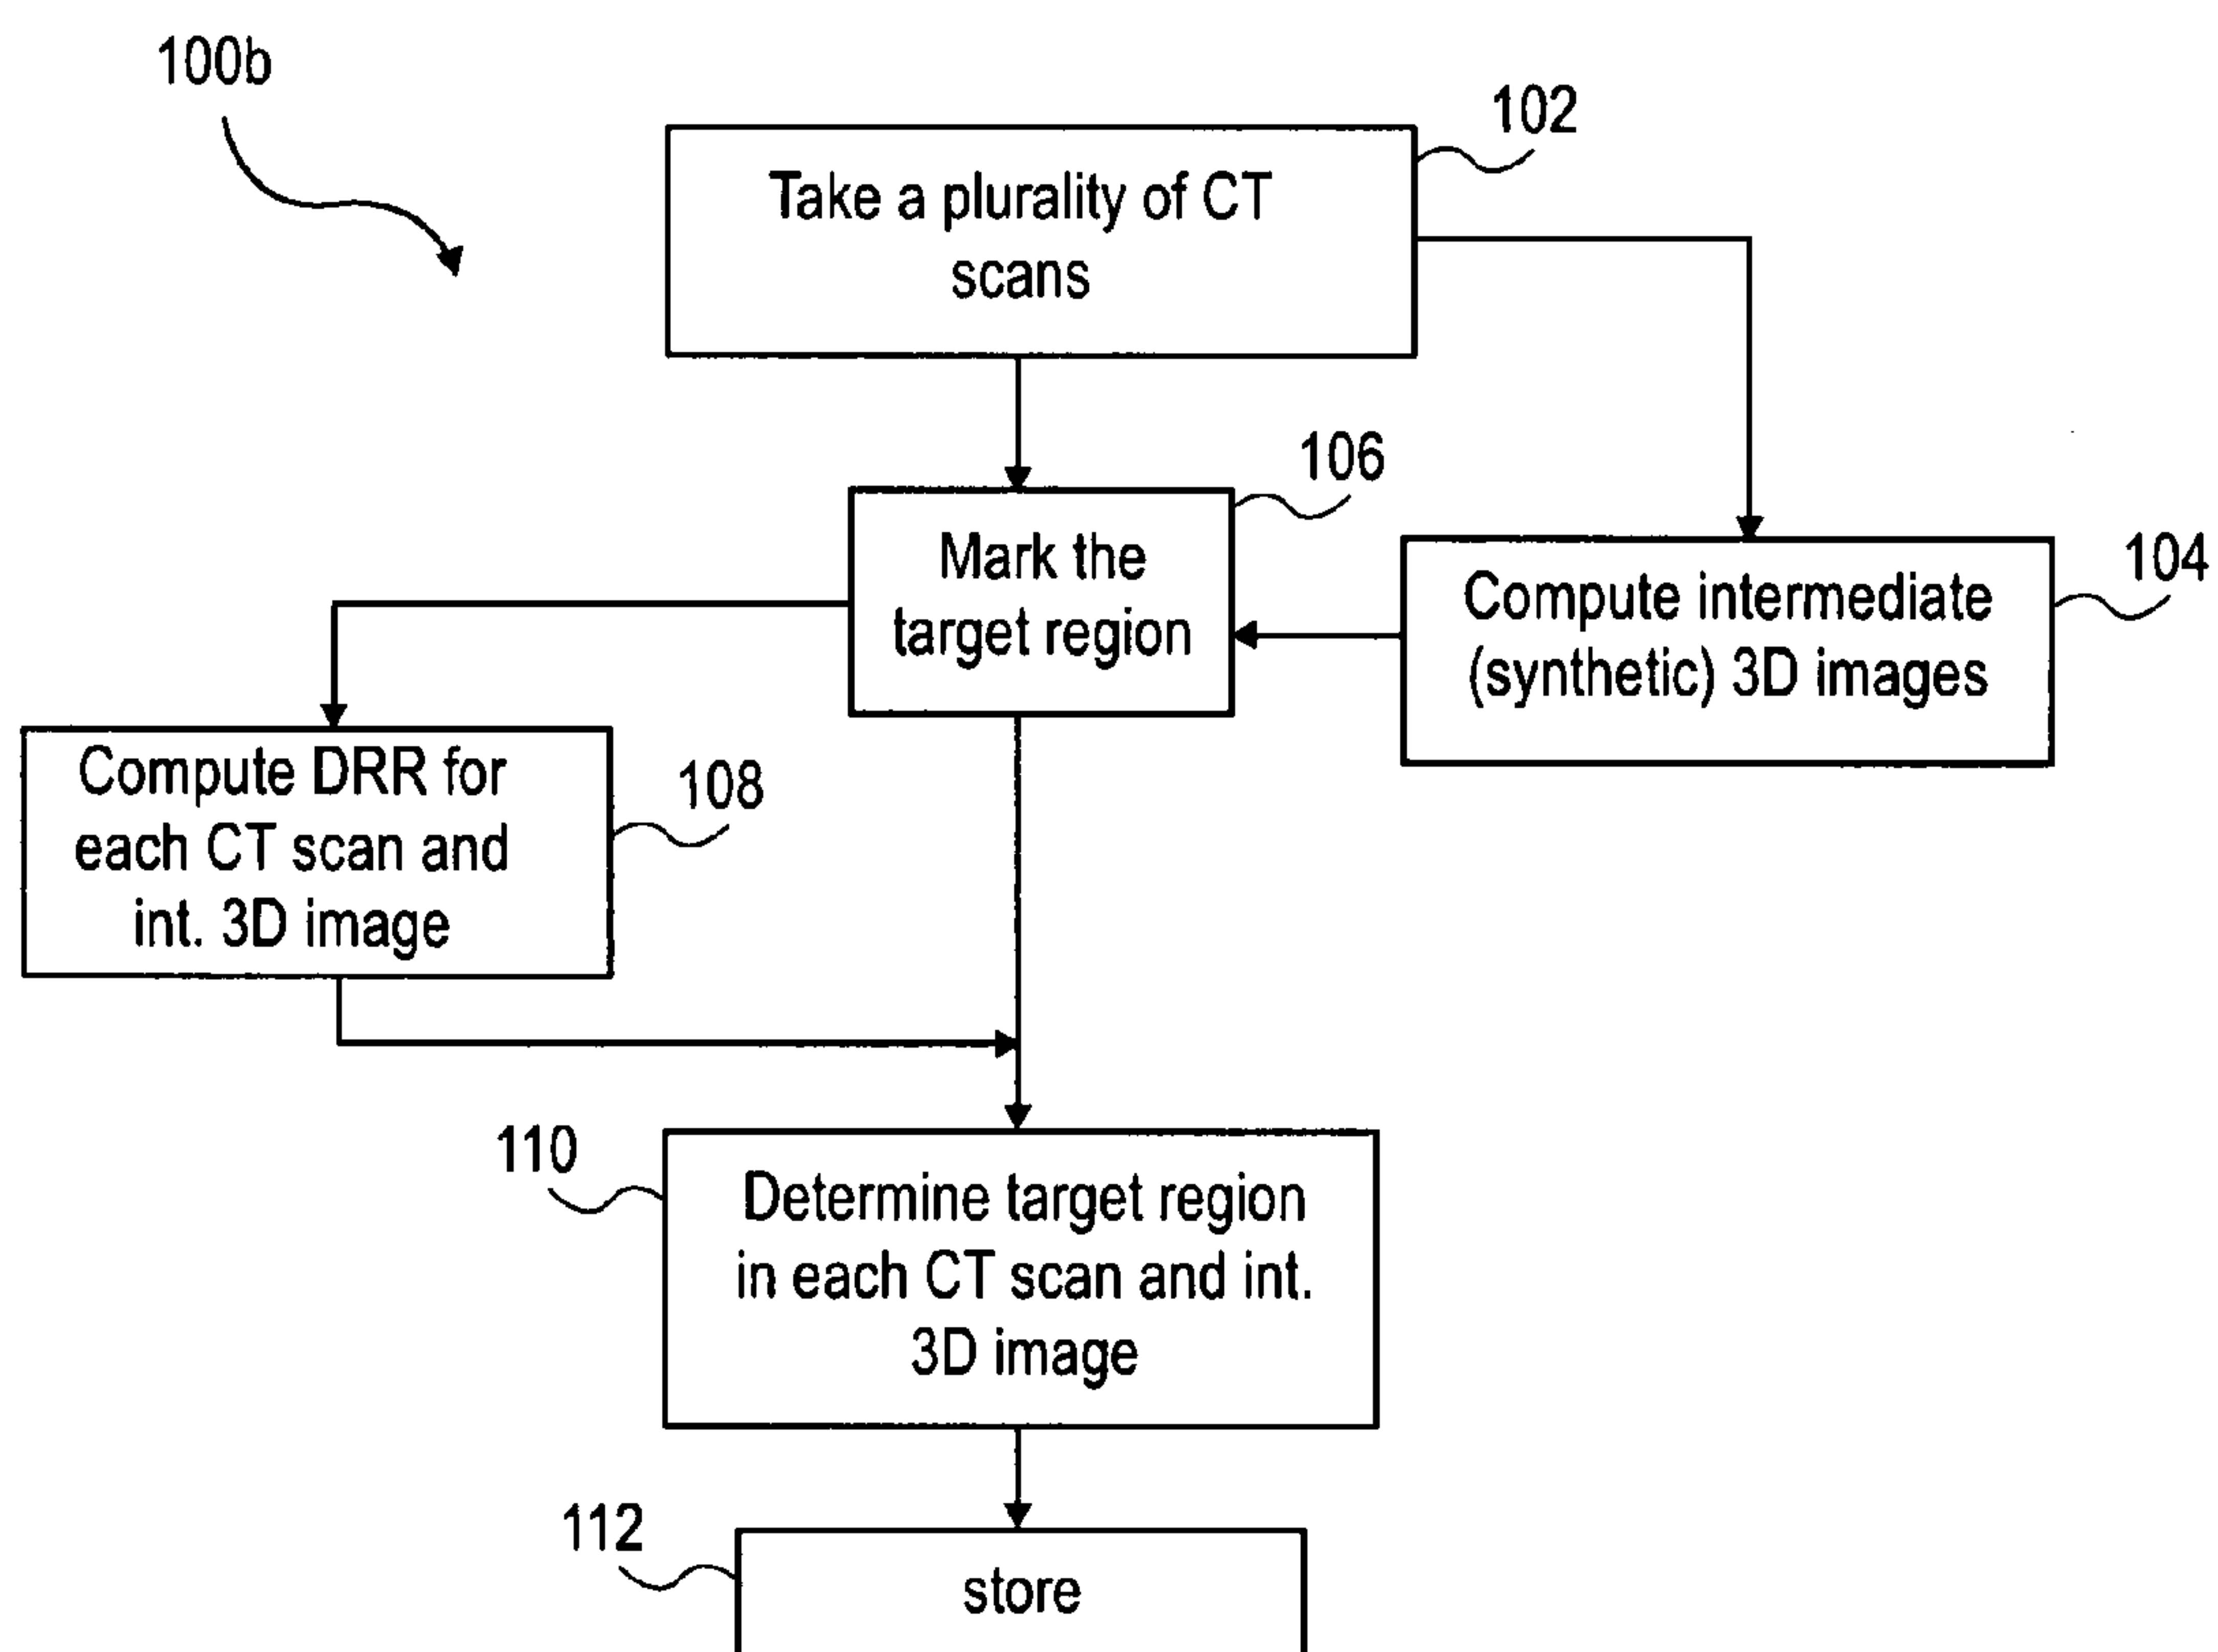 100b
102
Take a plurality of CT
scans
106
Mark the
target region
104
Compute intermediate
(synthetic) 3D images
108
Compute DRR for
each CT scan and
int. 3D image
110
Determine target region
in each CT scan and int.
3D image
112
store